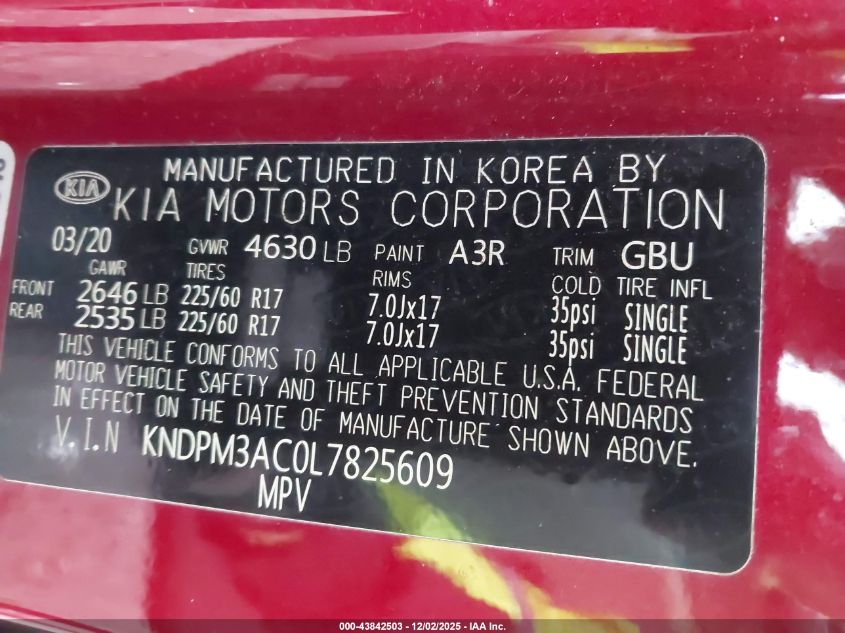 MANUFACTURED IN KOREA BY
KIA KIA MOTORS CORPORATION
03/20 GVWR 4630 LB PAINT A3R TRIM GBU
GAWR TIRES RIMS COLD TIRE INFL
FRONT 2646 LB 225/60 R17 7.0Jx17 35psi SINGLE
REAR 2535 LB 225/60 R17 7.0Jx17 35psi SINGLE
THIS VEHICLE CONFORMS TO ALL APPLICABLE U.S.A. FEDERAL
MOTOR VEHICLE SAFETY AND THEFT PREVENTION STANDARDS
IN EFFECT ON THE DATE OF MANUFACTURE SHOWN ABOVE.
V.I.N KNDPM3AC0L7825609
MPV
000-43842503 - 12/02/2025 - IAA Inc.